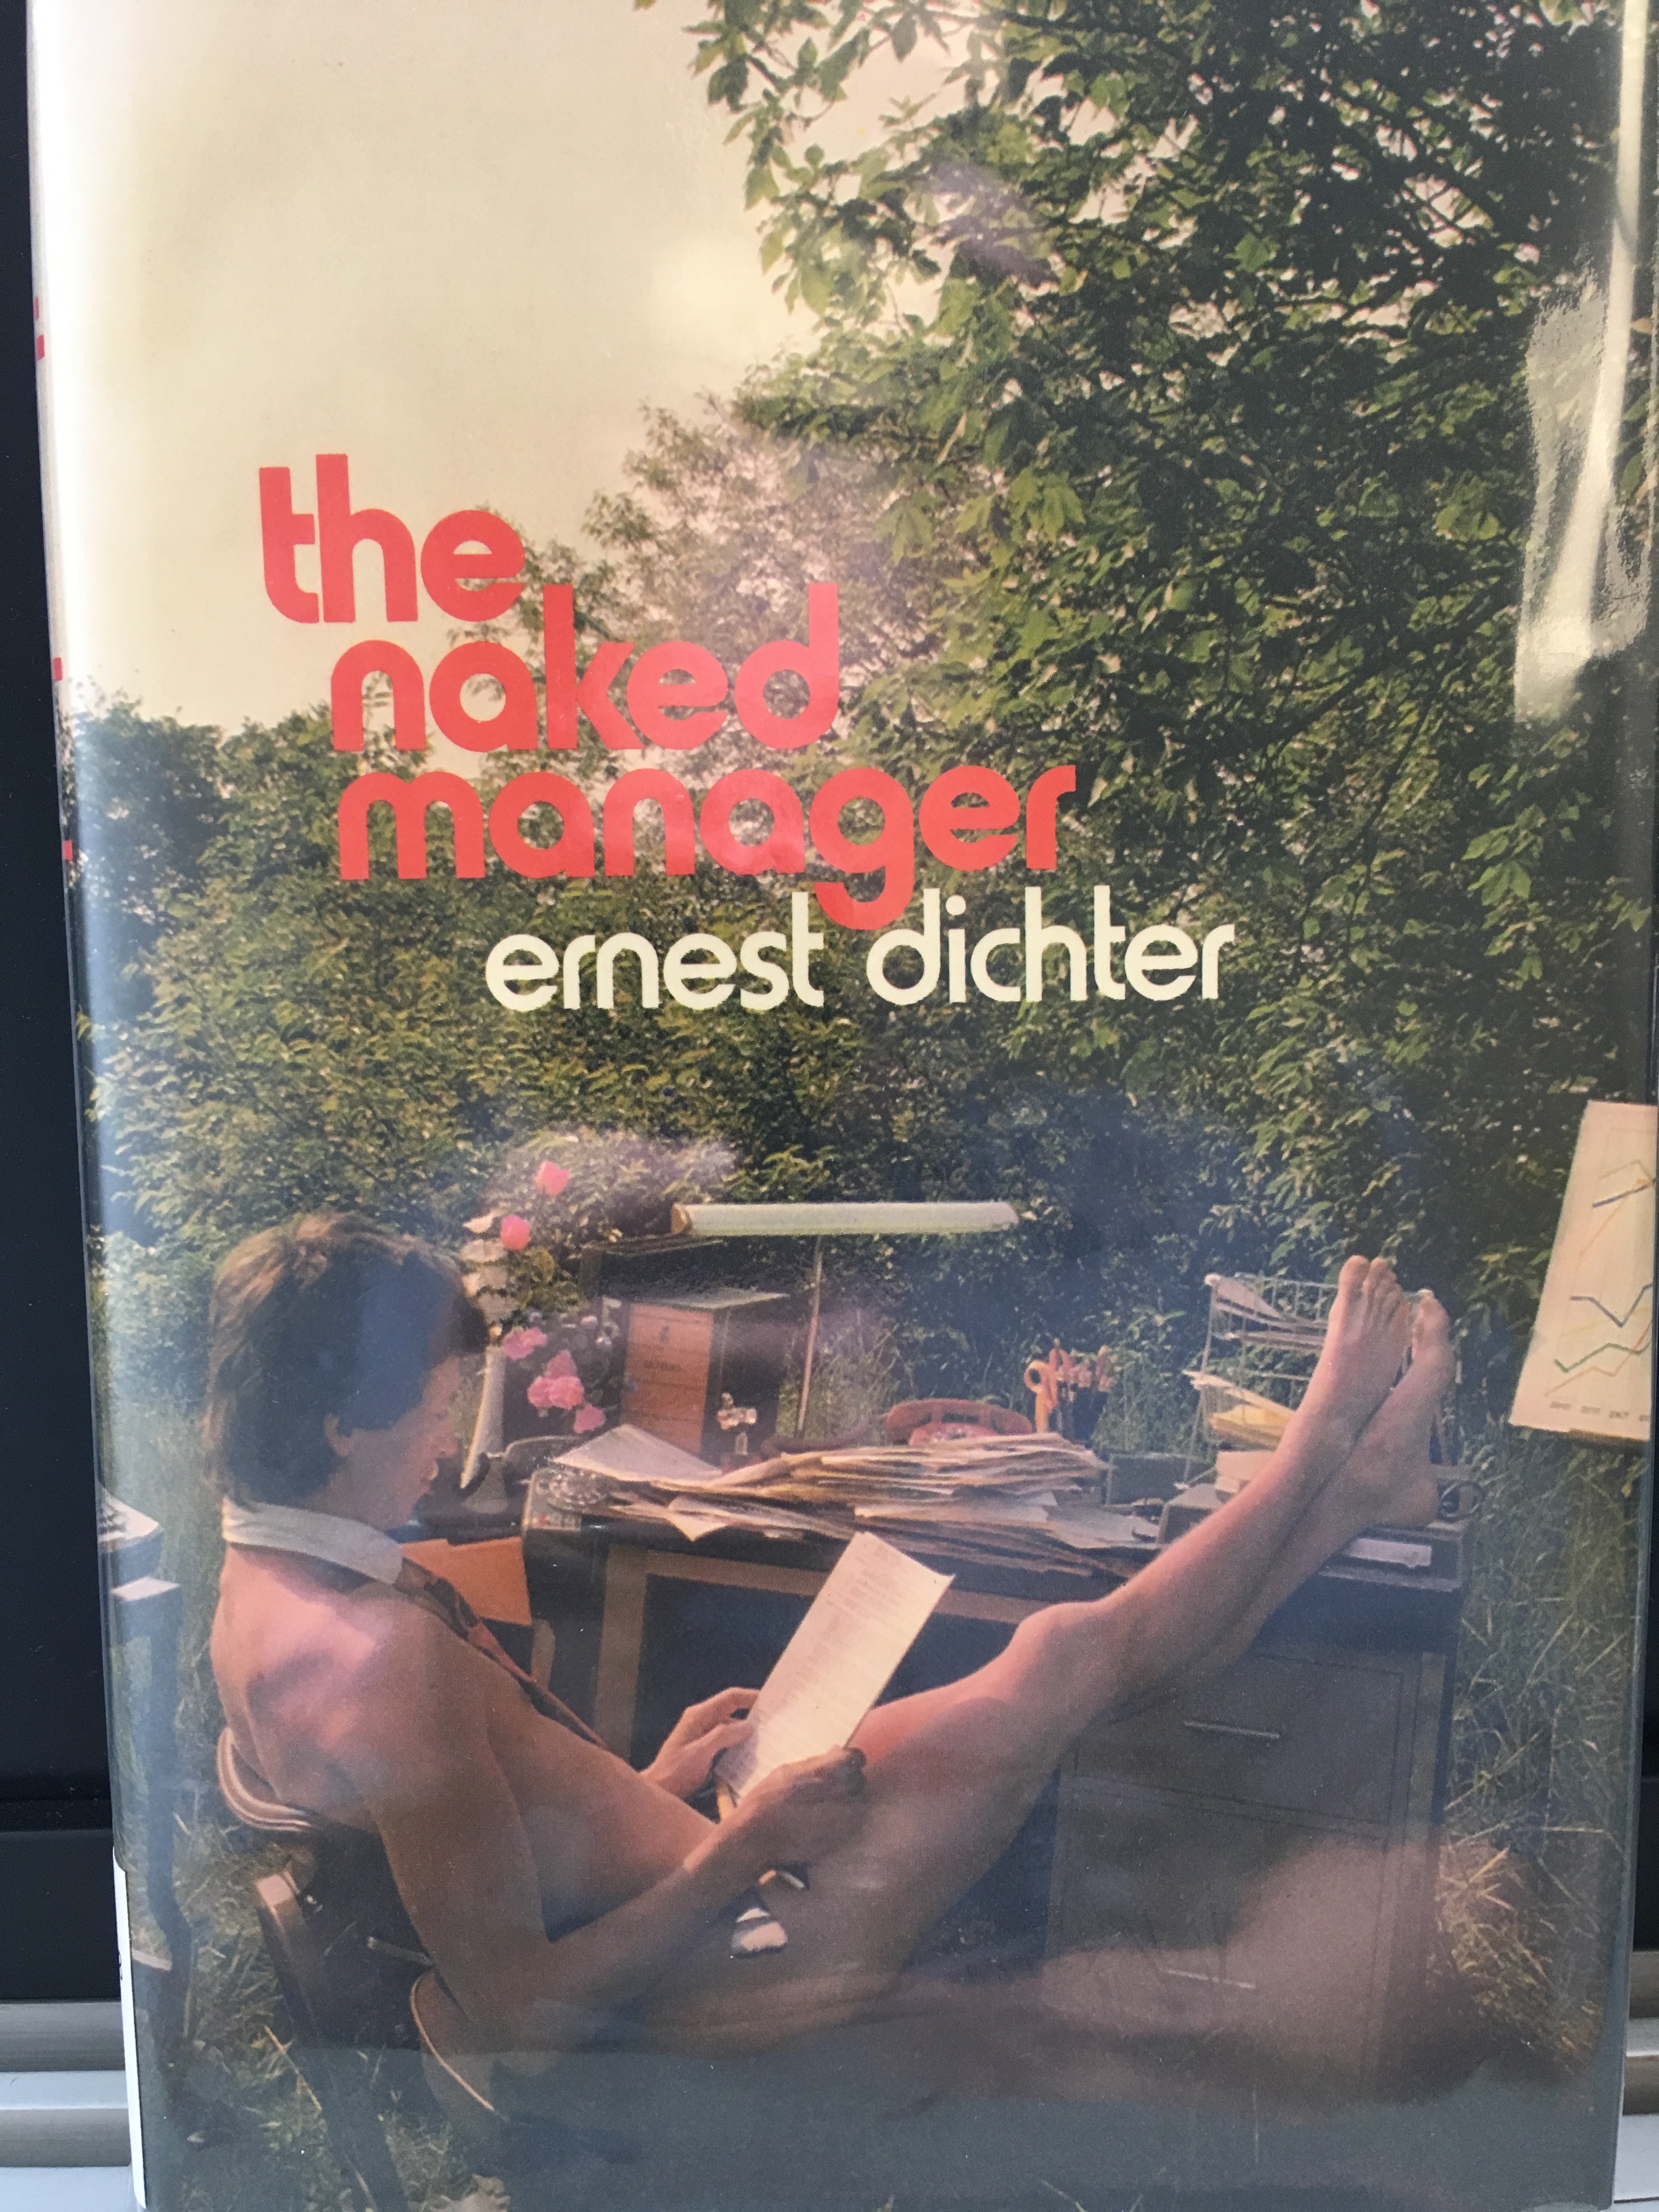 the
naked
manager
ernest dichter